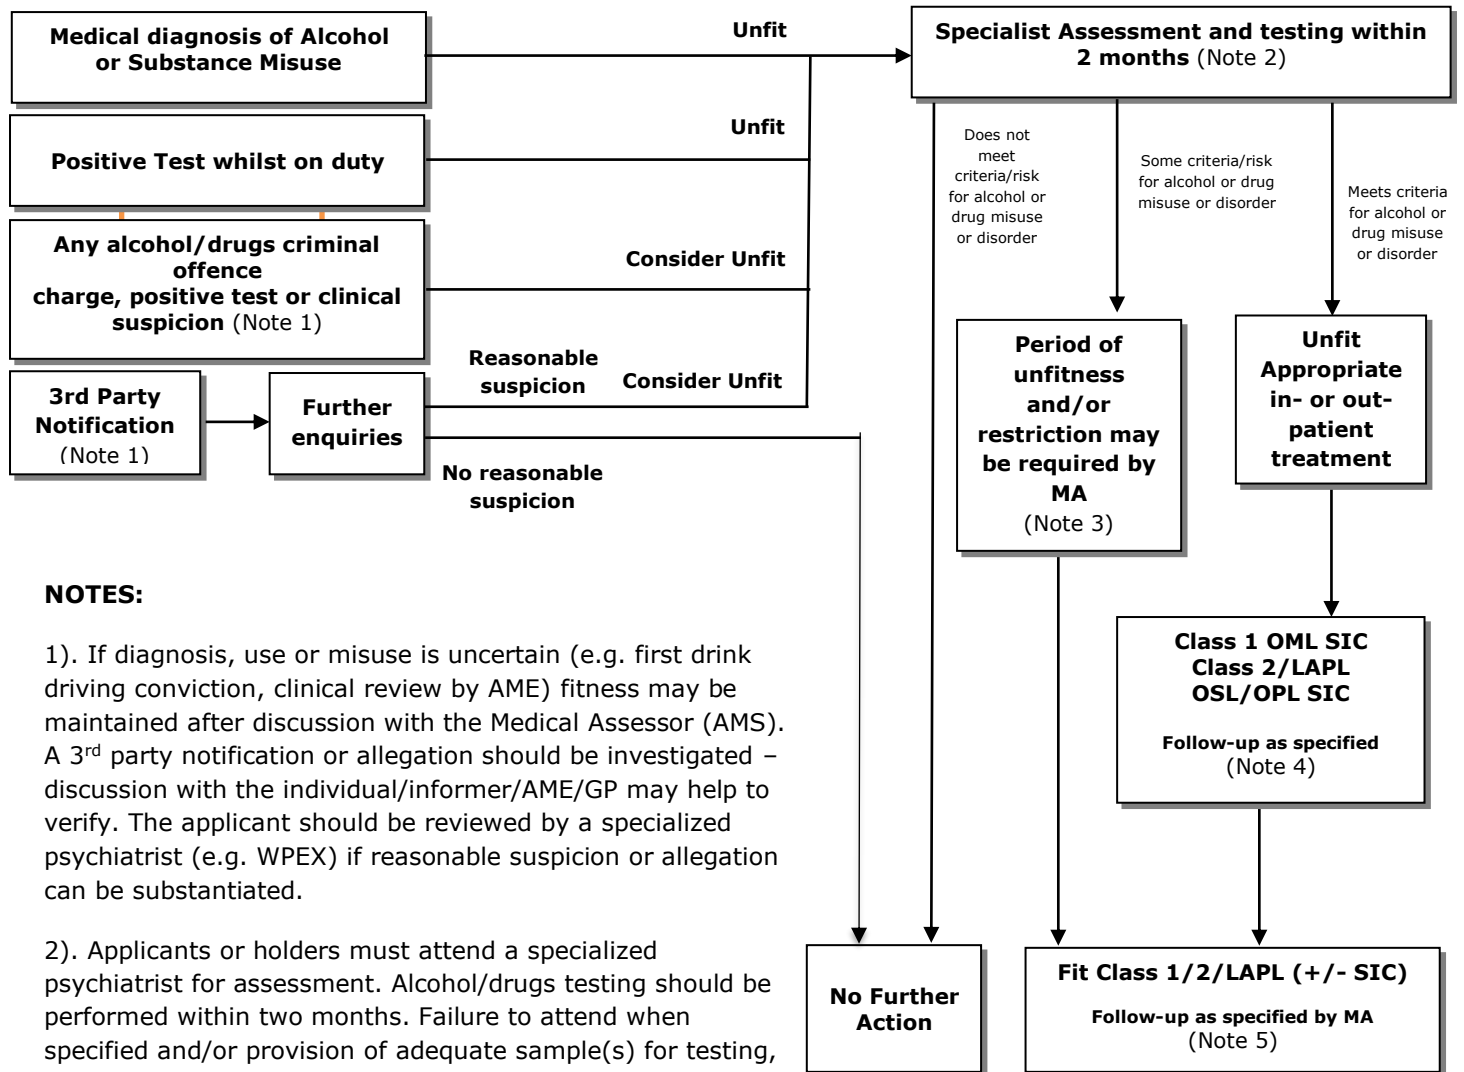 Medical diagnosis of Alcohol
or Substance Misuse
Unfit
Specialist Assessment and testing within
2 months (Note 2)
Positive Test whilst on duty
Unfit
Does not
meet
criteria/risk
for alcohol or
drug misuse
or disorder
Some criteria/risk
for alcohol or drug
misuse or disorder
Meets criteria
for alcohol or
drug misuse
or disorder
Any alcohol/drugs criminal
offence
charge, positive test or clinical
suspicion (Note 1)
Consider Unfit
3rd Party
Notification
(Note 1)
Further
enquiries
Reasonable
suspicion
Consider Unfit
No reasonable
suspicion
Period of
unfitness
and/or
restriction may
be required by
MA
(Note 3)
Unfit
Appropriate
in- or out-
patient
treatment
Class 1 OML SIC
Class 2/LAPL
OSL/OPL SIC
Follow-up as specified
(Note 4)
No Further
Action
Fit Class 1/2/LAPL (+/- SIC)
Follow-up as specified by MA
(Note 5)
NOTES:
1). If diagnosis, use or misuse is uncertain (e.g. first drink
driving conviction, clinical review by AME) fitness may be
maintained after discussion with the Medical Assessor (AMS).
A 3rd party notification or allegation should be investigated –
discussion with the individual/informer/AME/GP may help to
verify. The applicant should be reviewed by a specialized
psychiatrist (e.g. WPEX) if reasonable suspicion or allegation
can be substantiated.
2). Applicants or holders must attend a specialized
psychiatrist for assessment. Alcohol/drugs testing should be
performed within two months. Failure to attend when
specified and/or provision of adequate sample(s) for testing,